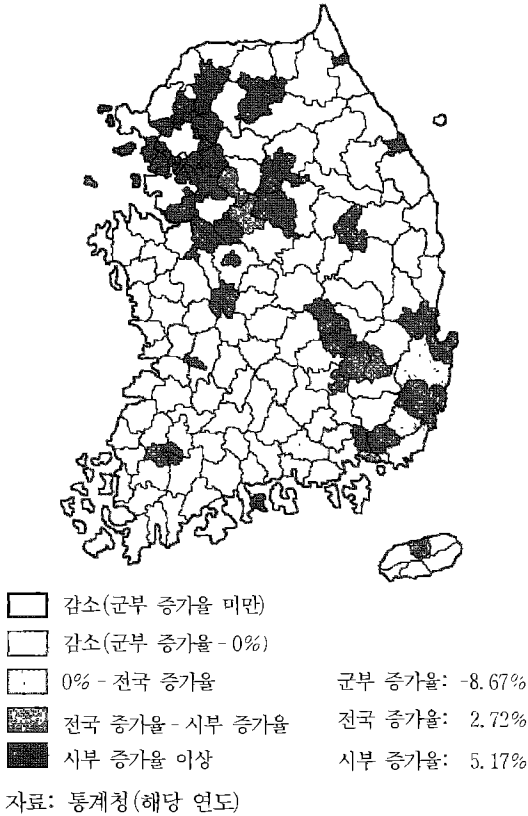 감소(군부 증가율 미만)
감소(군부 증가율-0%)
0%-전국 증가율 군부 증가율: -8.67%
전국 증가율-시부 증가율 전국 증가율: 2.72%
시부 증가율 이상 시부 증가율: 5.17%
자료: 통계청(해당 연도)